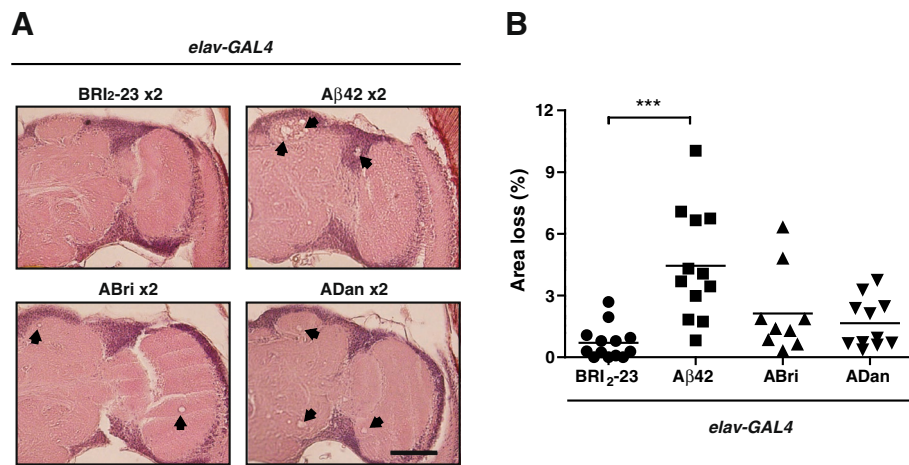 A
elav-GAL4
BRI2-23 x2
Aβ42 x2
ABri x2
ADan x2
B
***
12
9
6
3
0
Area loss (%)
BRI2-23
Aβ42
ABri
ADan
elav-GAL4